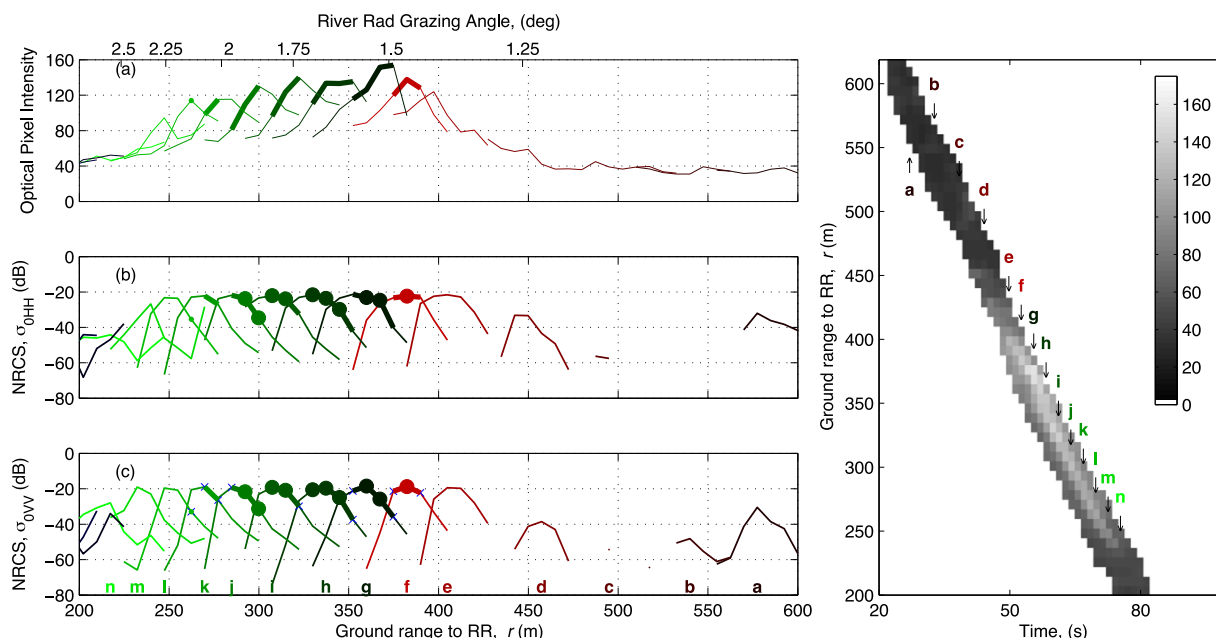 River Rad Grazing Angle, (deg)
2.5 2.25 2 1.75 1.5 1.25
(a)
Optical Pixel Intensity
160
120
80
40
0
(b)
NRCS, σ0HH (dB)
0
−20
−40
−60
−80
(c)
NRCS, σ0VV (dB)
0
−20
−40
−60
−80
n m l k j i h g f e d c b a
200 250 300 350 400 450 500 550 600
Ground range to RR, r (m)
Ground range to RR, r (m)
600
550
500
450
400
350
300
250
200
b
c
a
d
e
f
g
h
i
j
k
l
m
n
160
140
120
100
80
60
40
20
0
20 50 80
Time, (s)